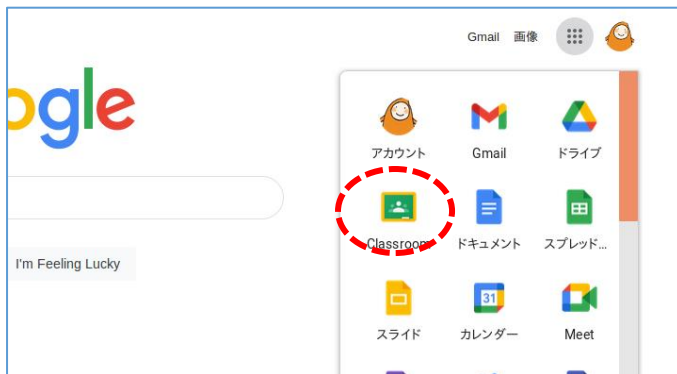 Gmail 画像
ogle
アカウント Gmail ドライブ
Classroom ドキュメント スプレッド...
I'm Feeling Lucky
31
スライド カレンダー Meet